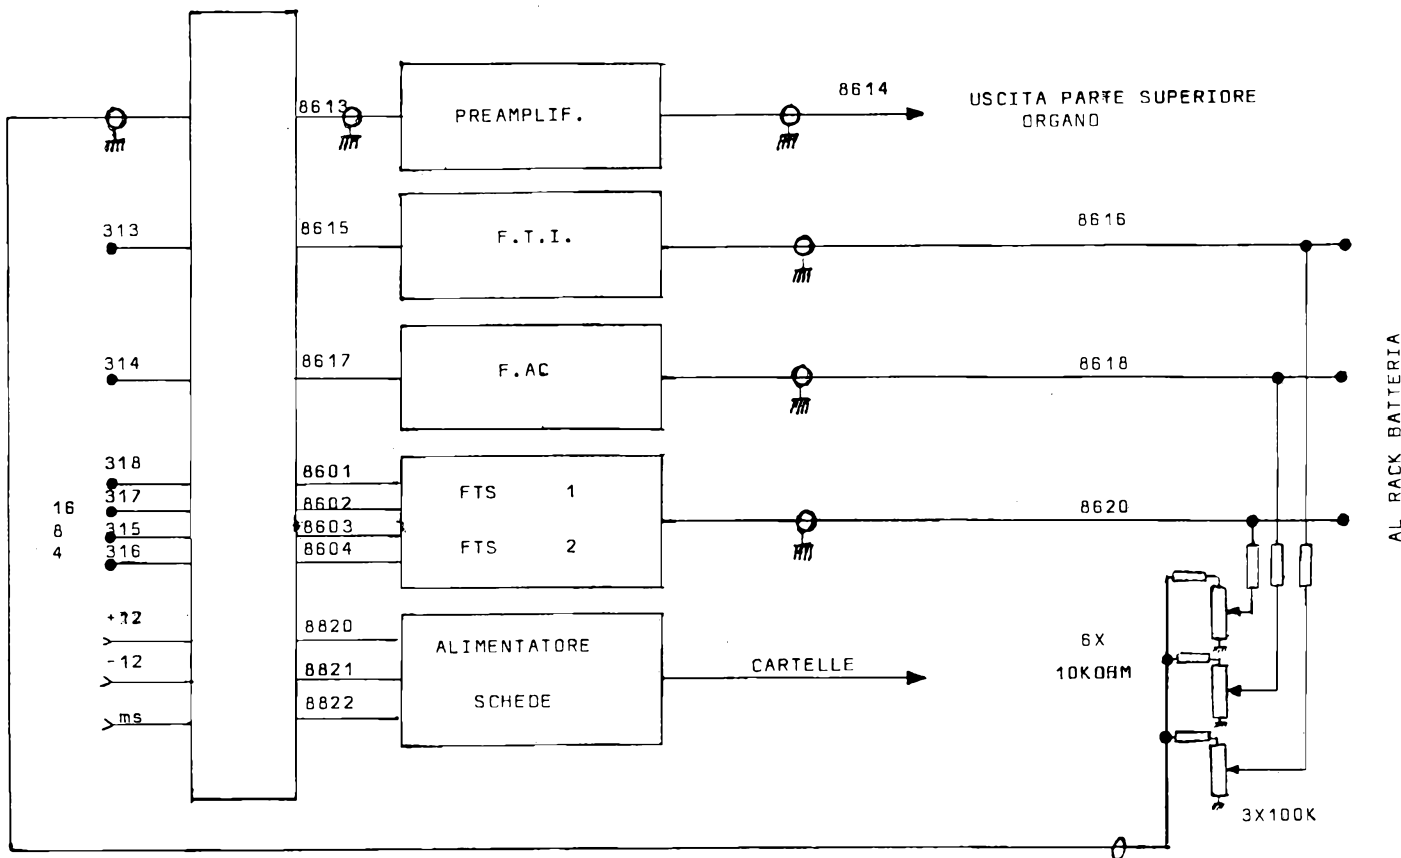 8613
PREAMPLIF.
8614
USCITA PARTE SUPERIORE
ORGANO
313
8615
F.T.I.
8616
314
8617
F.AC
8618
318
8601
FTS 1
16
317
8602
8
315
8603
8620
4
316
8604
FTS 2
+12
8820
ALIMENTATORE
-12
8821
CARTELLE
ms
8822
SCHEDE
6X
10KOHM
3X100K
AL RACK BATTERIA